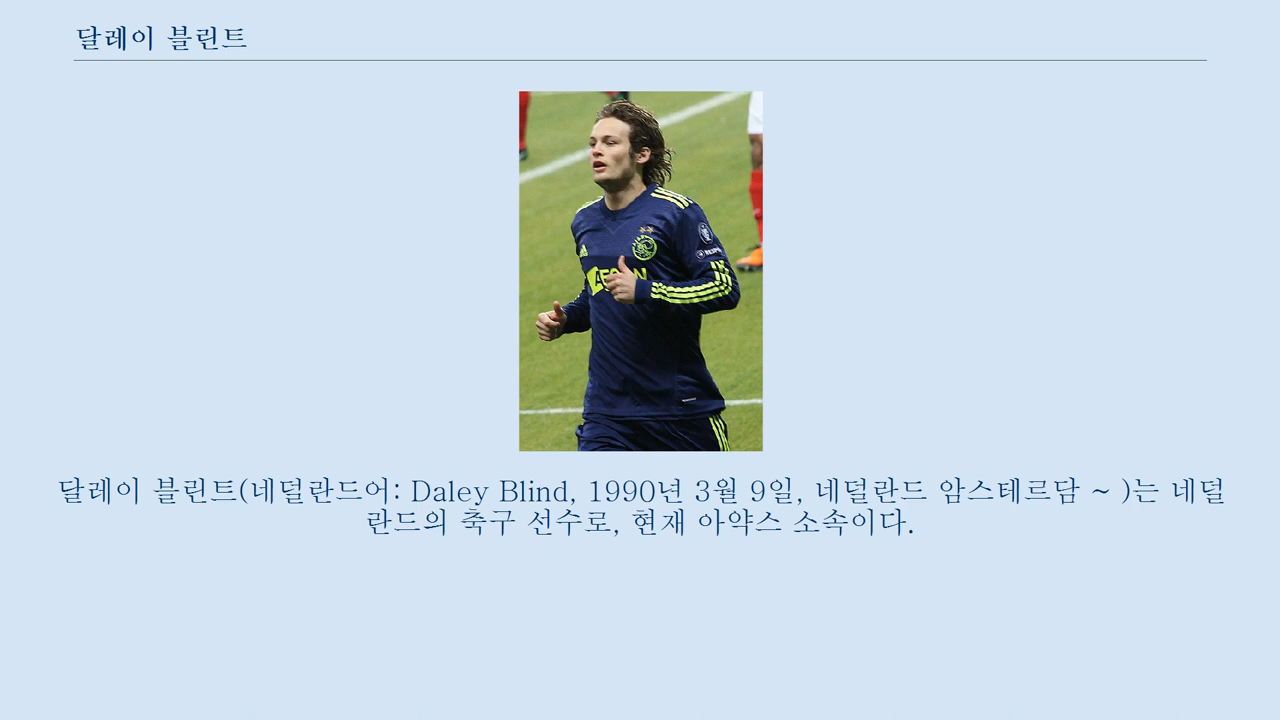 달레이 블린트
AEGON
RESPECT
달레이 블린트(네덜란드어: Daley Blind, 1990년 3월 9일, 네덜란드 암스테르담 ~ )는 네덜
란드의 축구 선수로, 현재 아약스 소속이다.